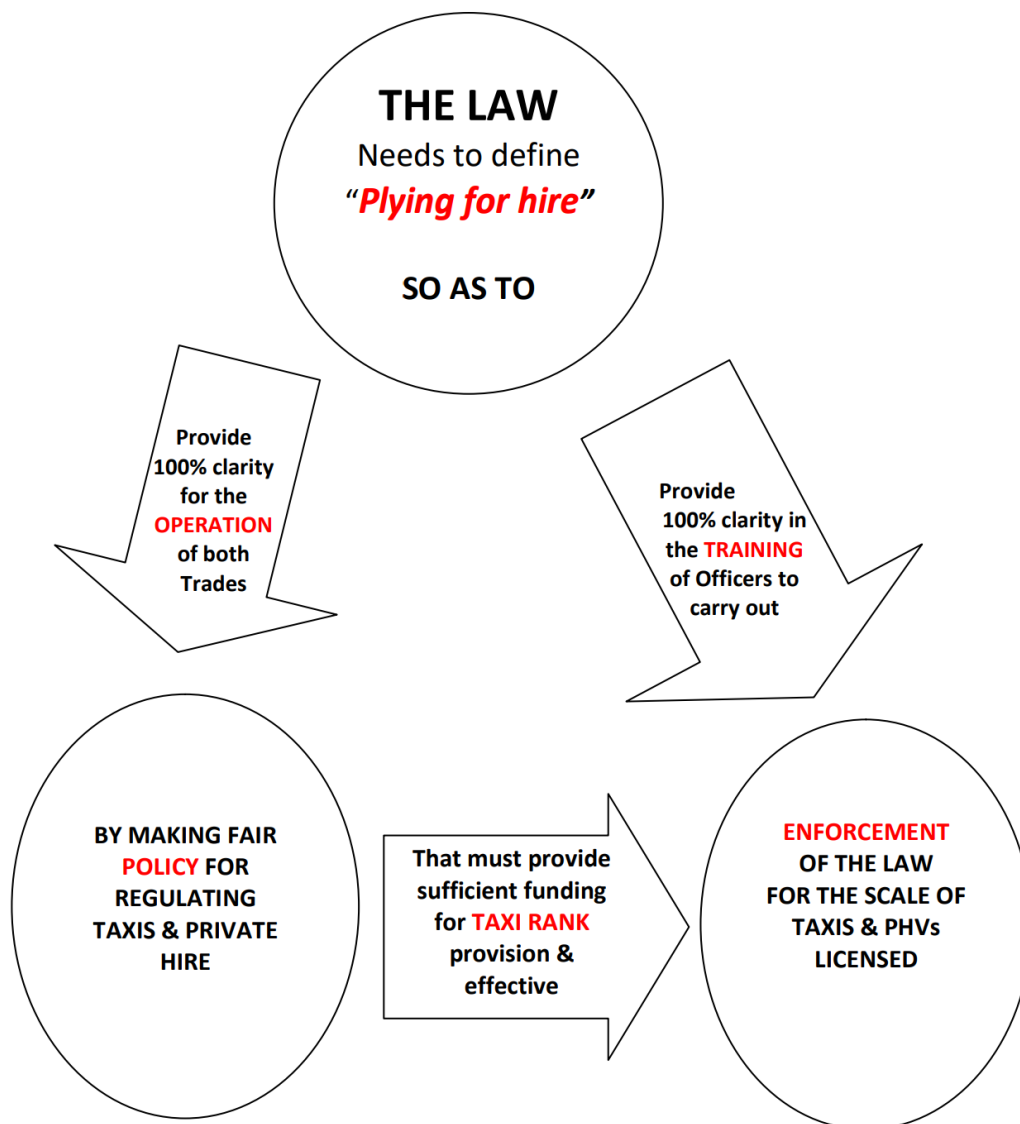 THE LAW
Needs to define
“Plying for hire”
SO AS TO
Provide
100% clarity
for the
OPERATION
of both
Trades
Provide
100% clarity in
the TRAINING
of Officers to
carry out
BY MAKING FAIR
POLICY FOR
REGULATING
TAXIS & PRIVATE
HIRE
That must provide
sufficient funding
for TAXI RANK
provision &
effective
ENFORCEMENT
OF THE LAW
FOR THE SCALE OF
TAXIS & PHVs
LICENSED